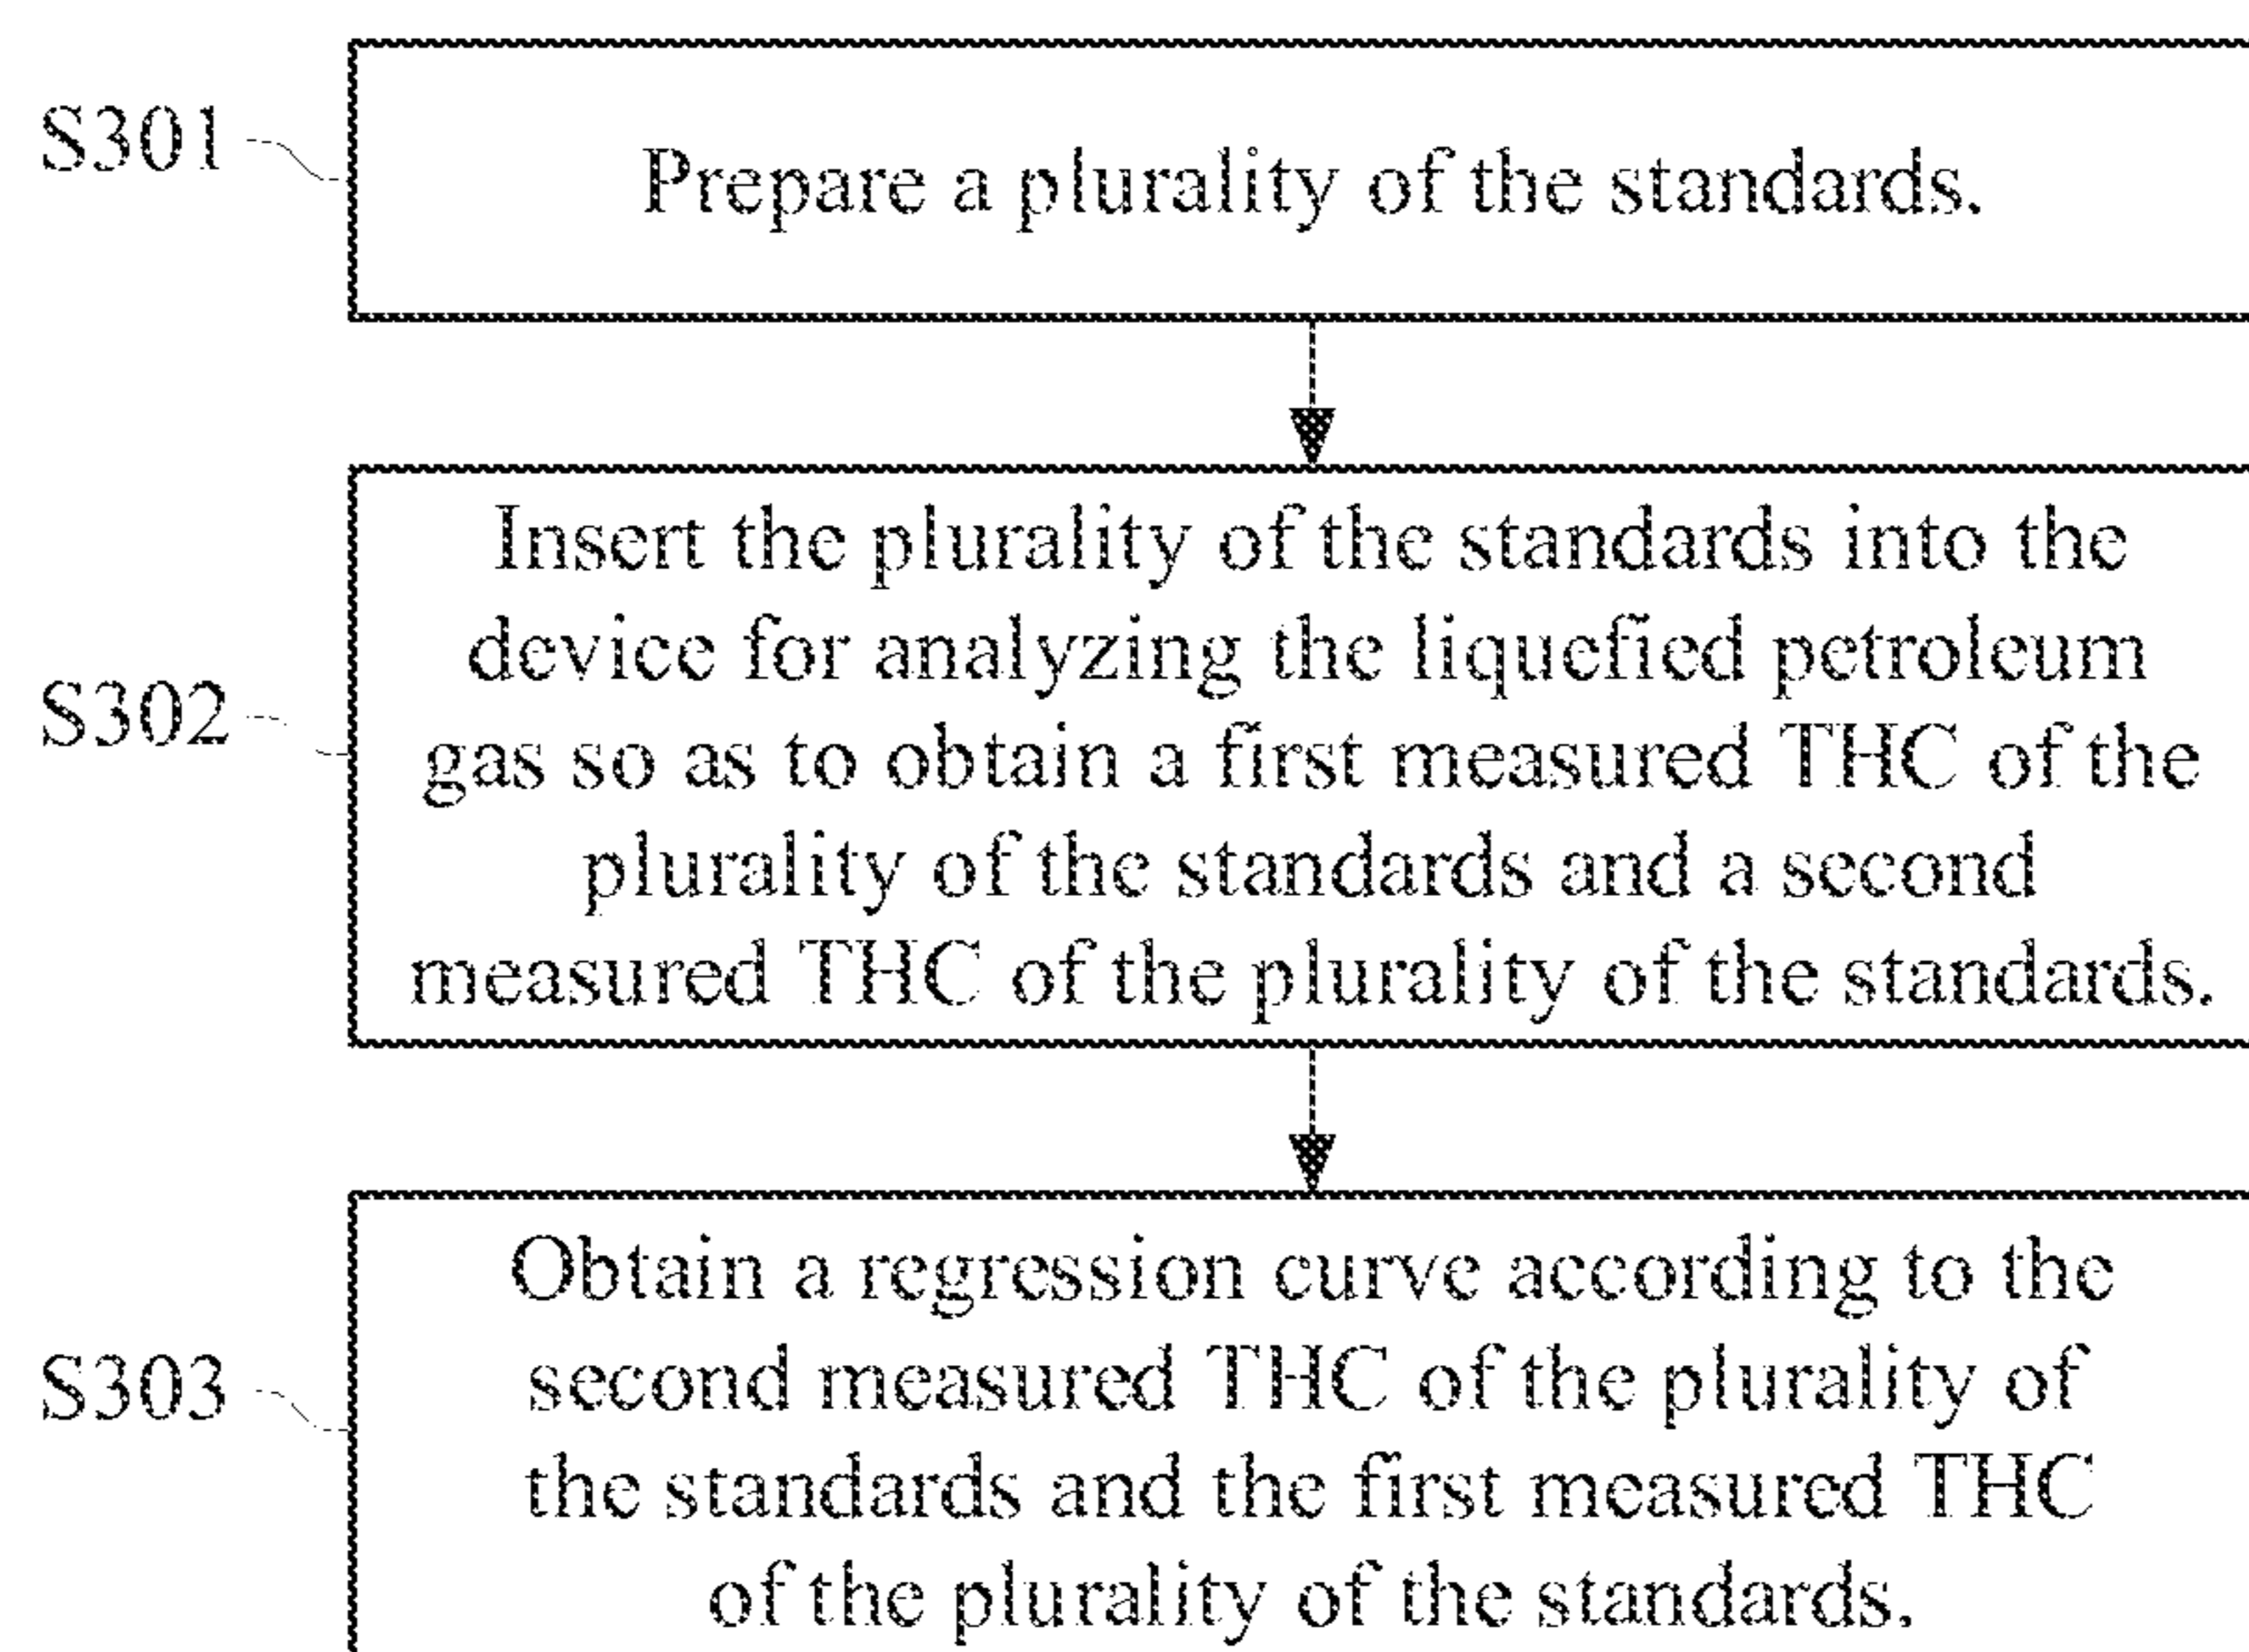 S301
Prepare a plurality of the standards.
S302
Insert the plurality of the standards into the
device for analyzing the liquefied petroleum
gas so as to obtain a first measured THC of the
plurality of the standards and a second
measured THC of the plurality of the standards.
S303
Obtain a regression curve according to the
second measured THC of the plurality of
the standards and the first measured THC
of the plurality of the standards.